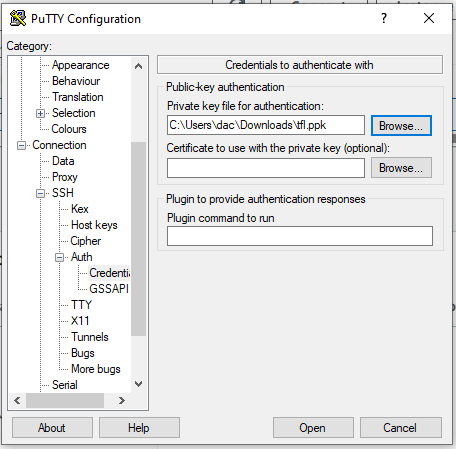 PuTTY Configuration
?
Category:
Appearance
Behaviour
Translation
Selection
Colours
Connection
Data
Proxy
SSH
Kex
Host keys
Cipher
Auth
Credentia
GSSAPI
TTY
X11
Tunnels
Bugs
More bugs
Serial
Credentials to authenticate with
Public-key authentication
Private key file for authentication:
C:\Users\dac\Downloads\tfl.ppk Browse...
Certificate to use with the private key (optional):
Browse...
Plugin to provide authentication responses
Plugin command to run
About Help Open Cancel